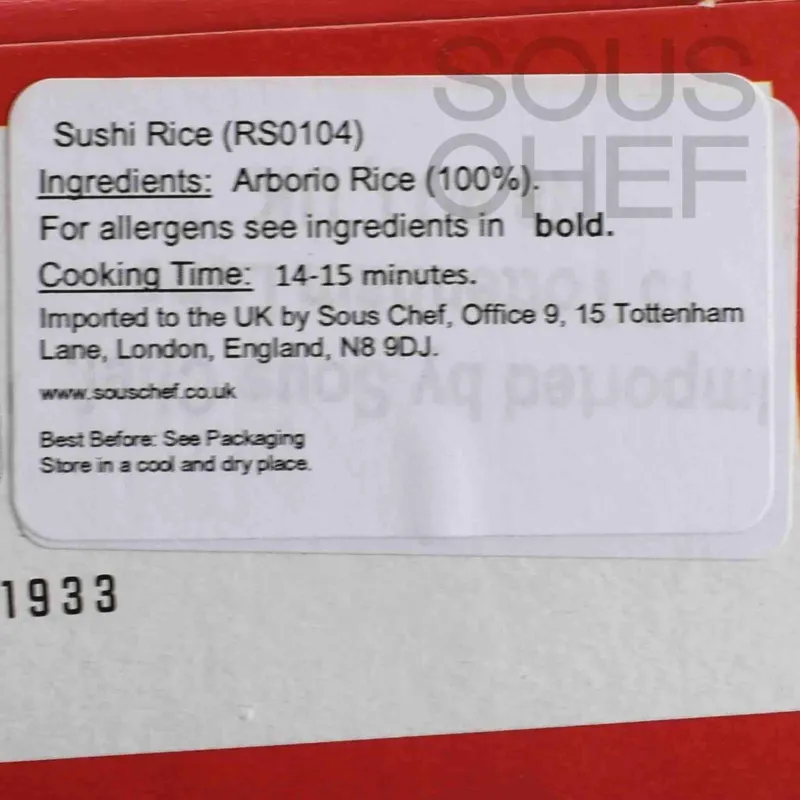 SOUS
CHEF
Sushi Rice (RS0104)
Ingredients: Arborio Rice (100%).
For allergens see ingredients in bold.
Cooking Time: 14-15 minutes.
Imported to the UK by Sous Chef, Office 9, 15 Tottenham
Lane, London, England, N8 9DJ.
www.souschef.co.uk
Best Before: See Packaging
Store in a cool and dry place.
1933